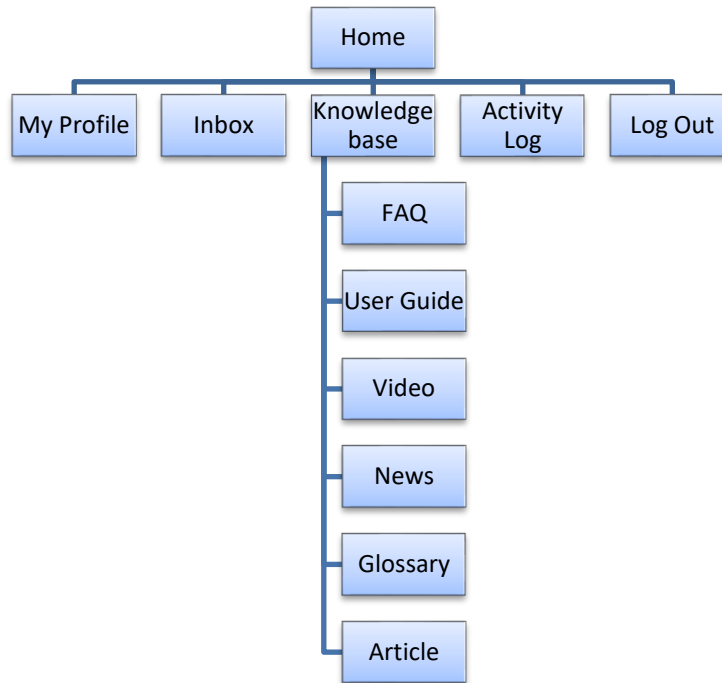 Home
My Profile
Inbox
Knowledge
base
Activity
Log
Log Out
FAQ
User Guide
Video
News
Glossary
Article